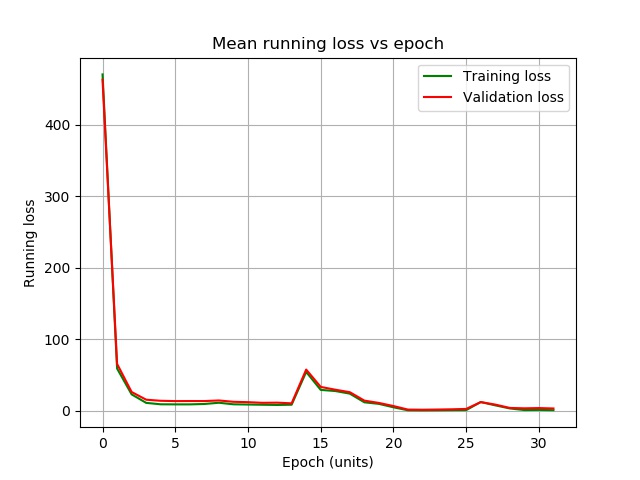 Mean running loss vs epoch
Training loss
Validation loss
400
300
200
100
0
Running loss
0 5 10 15 20 25 30
Epoch (units)